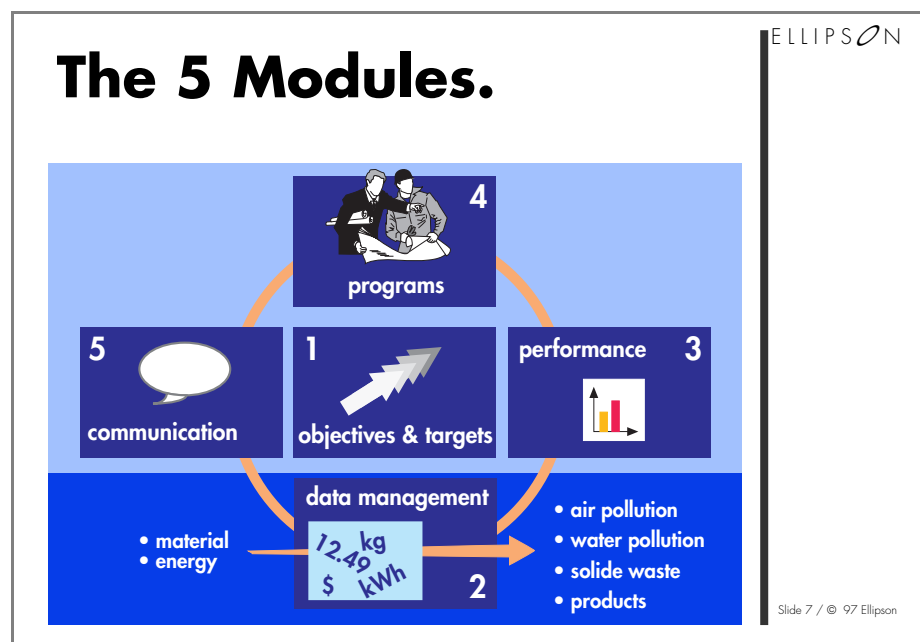 ELLIPSON
The 5 Modules.
4
programs
5
communication
1
objectives & targets
performance 3
data management
12.49 kg
$ kWh
2
• material
• energy
• air pollution
• water pollution
• solide waste
• products
Slide 7 / © 97 Ellipson